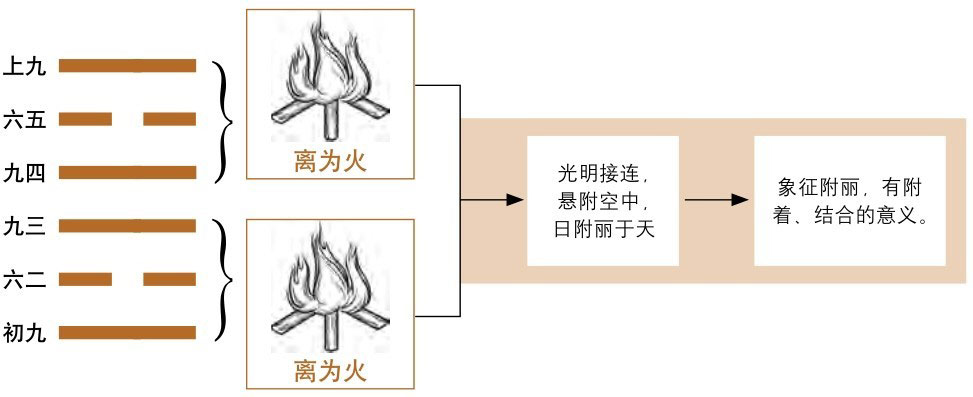 上九
六五
九四
九三
六二
初九
离为火
离为火
光明接连，
悬附空中，
日附丽于天
象征附丽，有附
着、结合的意义。